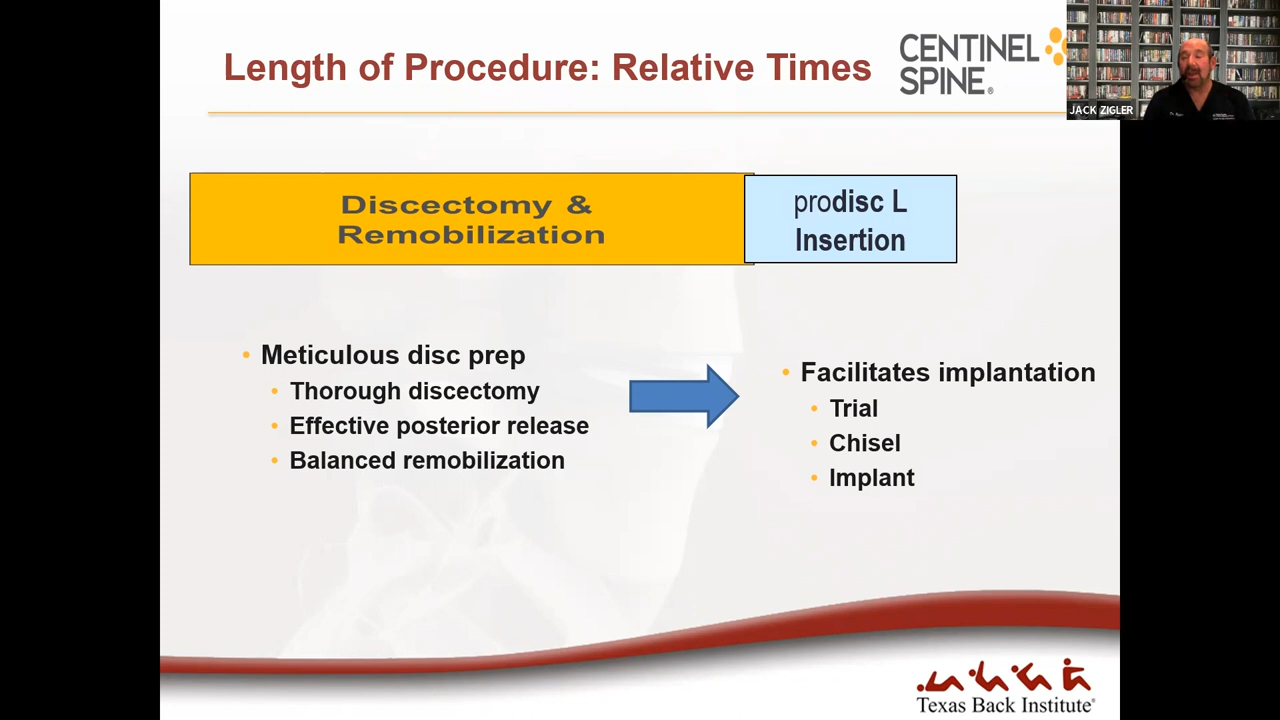 Length of Procedure: Relative Times
CENTINEL
SPINE®
JACK ZIGLER
Discectomy &
Remobilization
prodisc L
Insertion
• Meticulous disc prep
• Thorough discectomy
• Effective posterior release
• Balanced remobilization
• Facilitates implantation
• Trial
• Chisel
• Implant
Texas Back Institute®